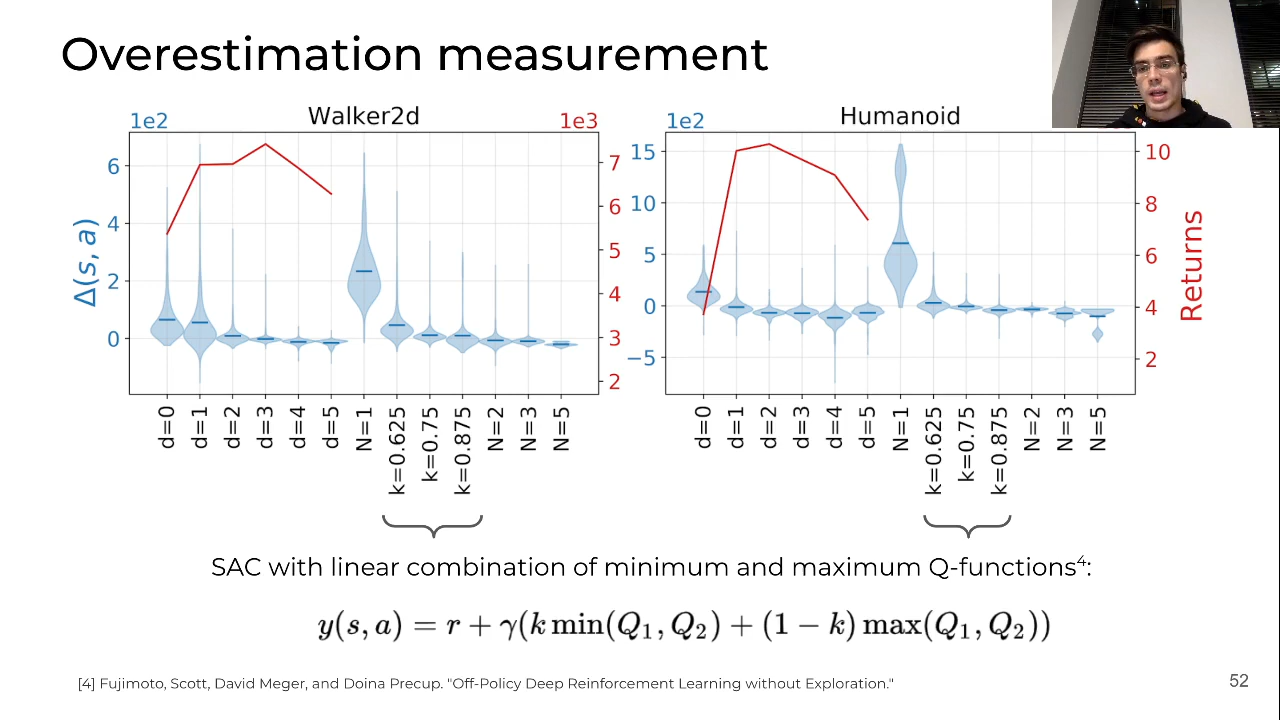 Overestimation measurement
Walker2d
1e2
1e3
6
4
2
0
Δ(s, a)
7
6
5
4
3
2
d=0
d=1
d=2
d=3
d=4
d=5
N=1
k=0.625
k=0.75
k=0.875
N=2
N=3
N=5
Humanoid
1e2
15
10
5
0
−5
10
8
6
4
2
Returns
d=0
d=1
d=2
d=3
d=4
d=5
N=1
k=0.625
k=0.75
k=0.875
N=2
N=3
N=5
SAC with linear combination of minimum and maximum Q-functions⁴:
y(s, a) = r + γ(k min(Q₁, Q₂) + (1 − k) max(Q₁, Q₂))
[4] Fujimoto, Scott, David Meger, and Doina Precup. "Off-Policy Deep Reinforcement Learning without Exploration."
52